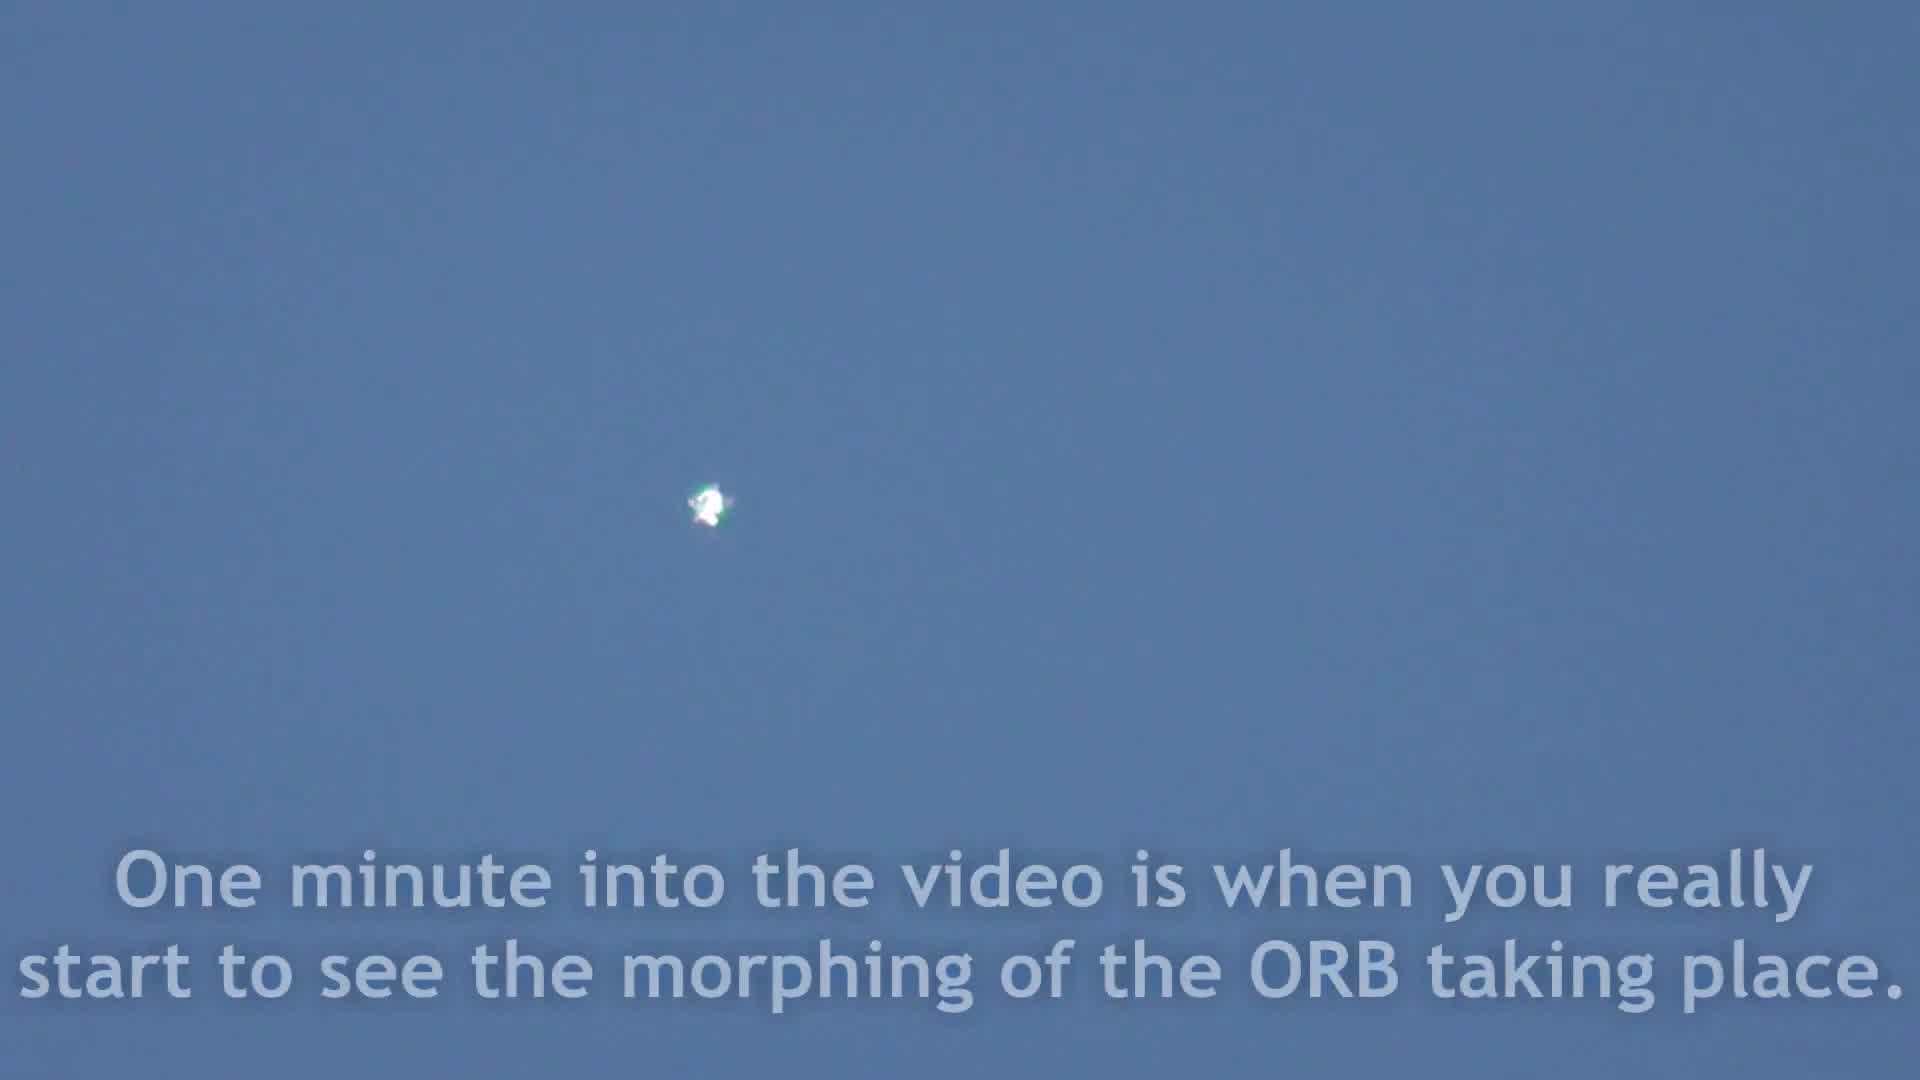 One minute into the video is when you really
start to see the morphing of the ORB taking place.